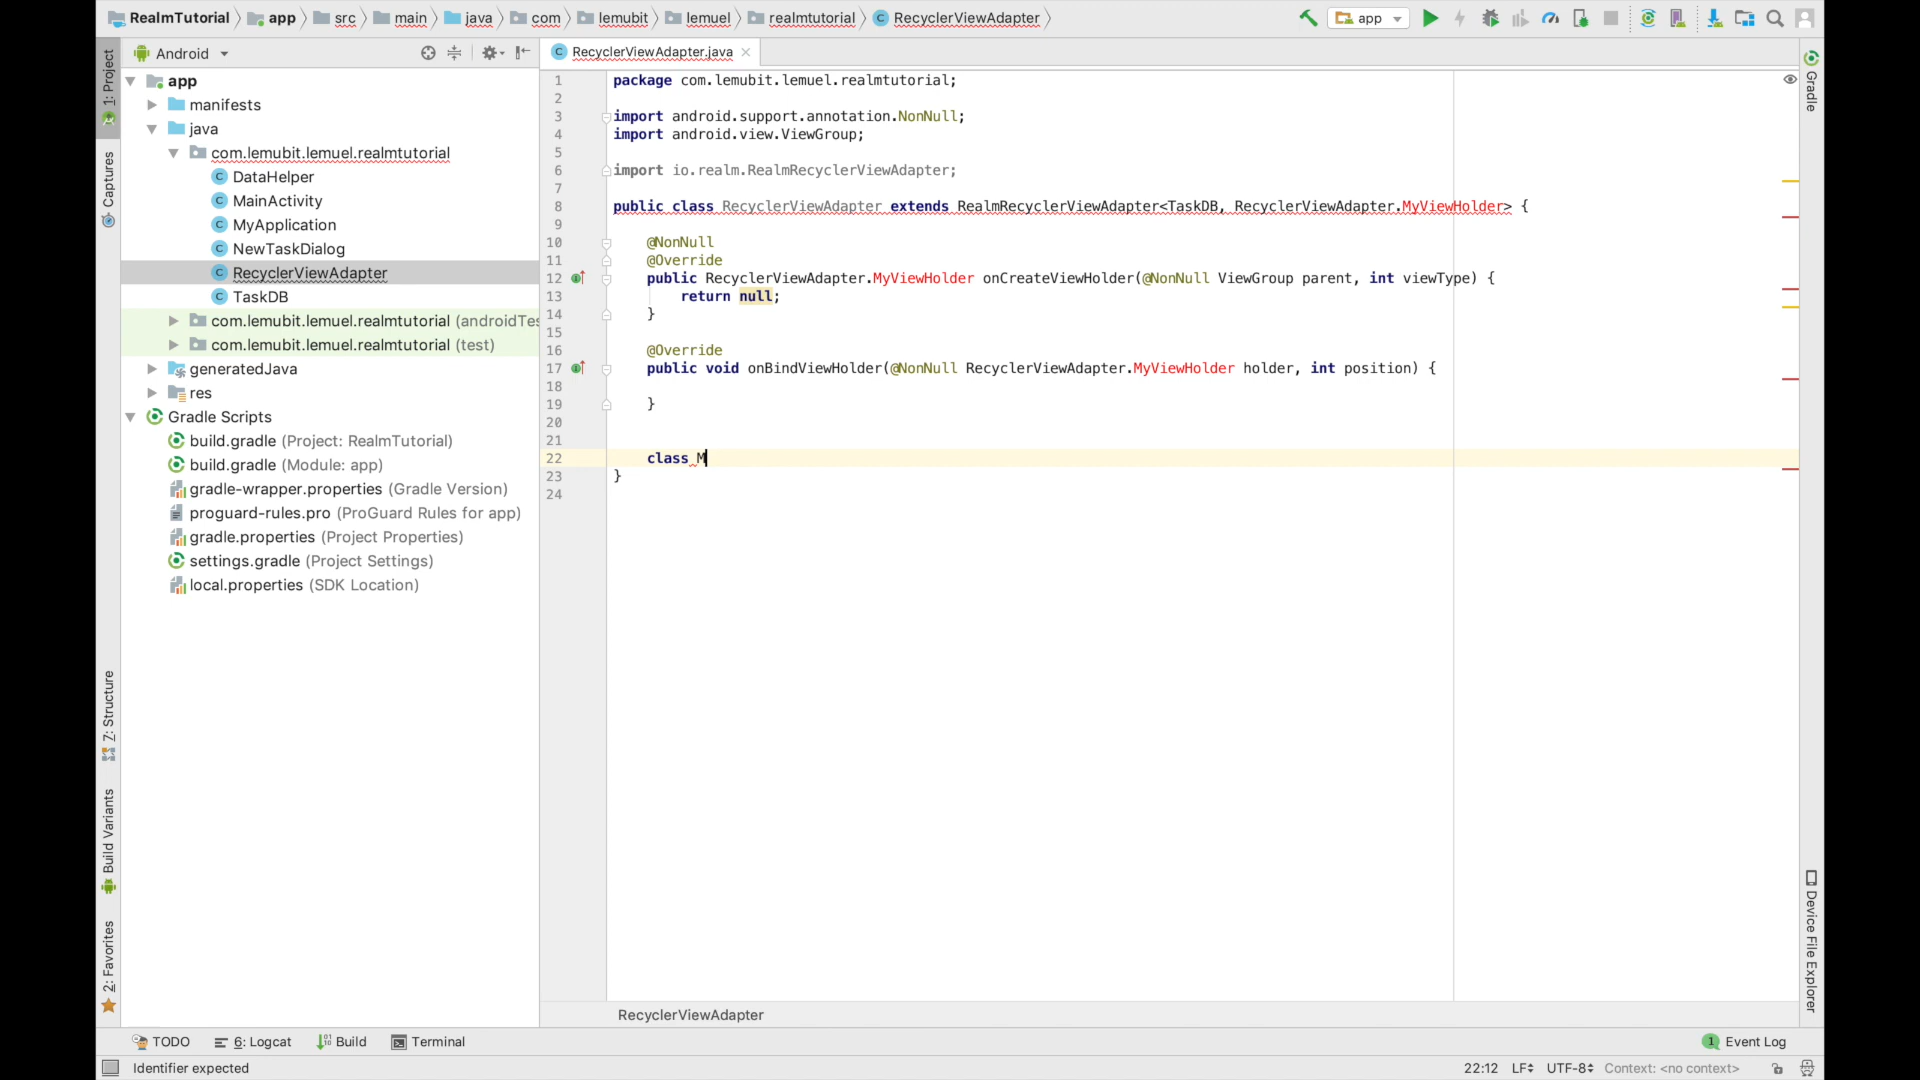 RealmTutorial app src main java com lemubit lemuel realmtutorial RecyclerViewAdapter app
Android RecyclerViewAdapter.java
1: Project
Captures
Z: Structure
Build Variants
2: Favorites
app
manifests
java
com.lemubit.lemuel.realmtutorial
DataHelper
MainActivity
MyApplication
NewTaskDialog
RecyclerViewAdapter
TaskDB
com.lemubit.lemuel.realmtutorial (androidTes
com.lemubit.lemuel.realmtutorial (test)
generatedJava
res
Gradle Scripts
build.gradle (Project: RealmTutorial)
build.gradle (Module: app)
gradle-wrapper.properties (Gradle Version)
proguard-rules.pro (ProGuard Rules for app)
gradle.properties (Project Properties)
settings.gradle (Project Settings)
local.properties (SDK Location)
1 package com.lemubit.lemuel.realmtutorial;
2
3 import android.support.annotation.NonNull;
4 import android.view.ViewGroup;
5
6 import io.realm.RealmRecyclerViewAdapter;
7
8 public class RecyclerViewAdapter extends RealmRecyclerViewAdapter<TaskDB, RecyclerViewAdapter.MyViewHolder> {
9
10 @NonNull
11 @Override
12 public RecyclerViewAdapter.MyViewHolder onCreateViewHolder(@NonNull ViewGroup parent, int viewType) {
13 return null;
14 }
15
16 @Override
17 public void onBindViewHolder(@NonNull RecyclerViewAdapter.MyViewHolder holder, int position) {
18
19 }
20
21
22 class M
23 }
24
RecyclerViewAdapter
Gradle
Device File Explorer
TODO 6: Logcat Build Terminal 1 Event Log
Identifier expected 22:12 LF UTF-8 Context: <no context>